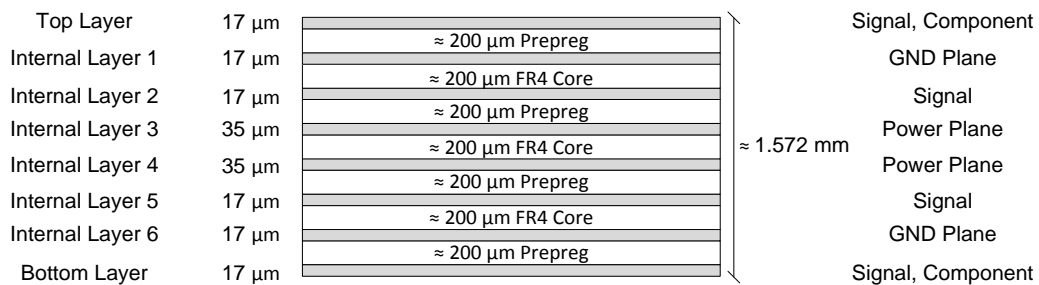 Top Layer 17 µm Signal, Component
≈ 200 µm Prepreg
Internal Layer 1 17 µm GND Plane
≈ 200 µm FR4 Core
Internal Layer 2 17 µm Signal
≈ 200 µm Prepreg
Internal Layer 3 35 µm Power Plane
≈ 200 µm FR4 Core
≈ 1.572 mm
Internal Layer 4 35 µm Power Plane
≈ 200 µm Prepreg
Internal Layer 5 17 µm Signal
≈ 200 µm FR4 Core
Internal Layer 6 17 µm GND Plane
≈ 200 µm Prepreg
Bottom Layer 17 µm Signal, Component